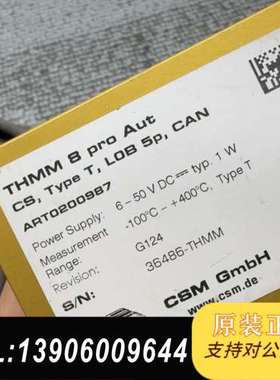 THMM 8 pro Aut
CS, Type T, LOB 5p, CAN
ART0200987
Power Supply: 6 – 50 V DC typ. 1 W
Measurement Range: -100°C – +400°C, Type T
G124
S/N: 36486-THMM
CSM GmbH
www.csm.de
原装正
支持对公
L:13906009644